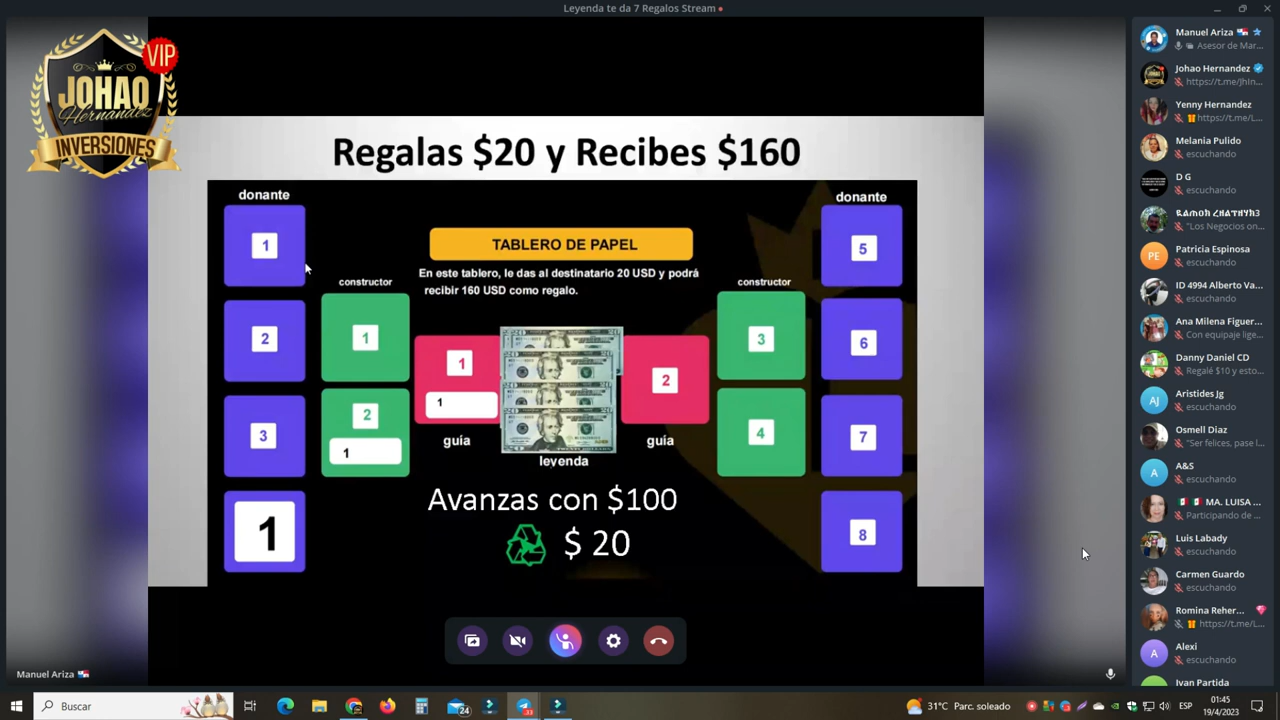 Leyenda te da 7 Regalos Stream
JOHAO
Hernandez
INVERSIONES
VIP
Regalas $20 y Recibes $160
donante
donante
1
5
TABLERO DE PAPEL
En este tablero, le das al destinatario 20 USD y podrá
recibir 160 USD como regalo.
constructor
constructor
2
1
1
2
3
6
1
3
2
1
4
7
guía
guía
leyenda
Avanzas con $100
$ 20
1
8
Manuel Ariza
Manuel Ariza
Asesor de Mar...
Johao Hernandez
https://t.me/JhIn...
Yenny Hernandez
https://t.me/L...
Melania Pulido
escuchando
D G
escuchando
"Los Negocios on...
PE
Patricia Espinosa
escuchando
ID 4994 Alberto Va...
escuchando
Ana Milena Figuer...
Con equipaje lige...
Danny Daniel CD
Regalé $10 y esto...
AJ
Aristides Jg
escuchando
Osmell Diaz
"Ser felices, pase l...
A
A&S
escuchando
MA. LUISA ...
Participando de ...
Luis Labady
escuchando
Carmen Guardo
escuchando
Romina Reher...
https://t.me/L...
A
Alexi
escuchando
IP
Ivan Partida
Buscar
24
33
31°C Parc. soleado
ESP
01:45
19/4/2023